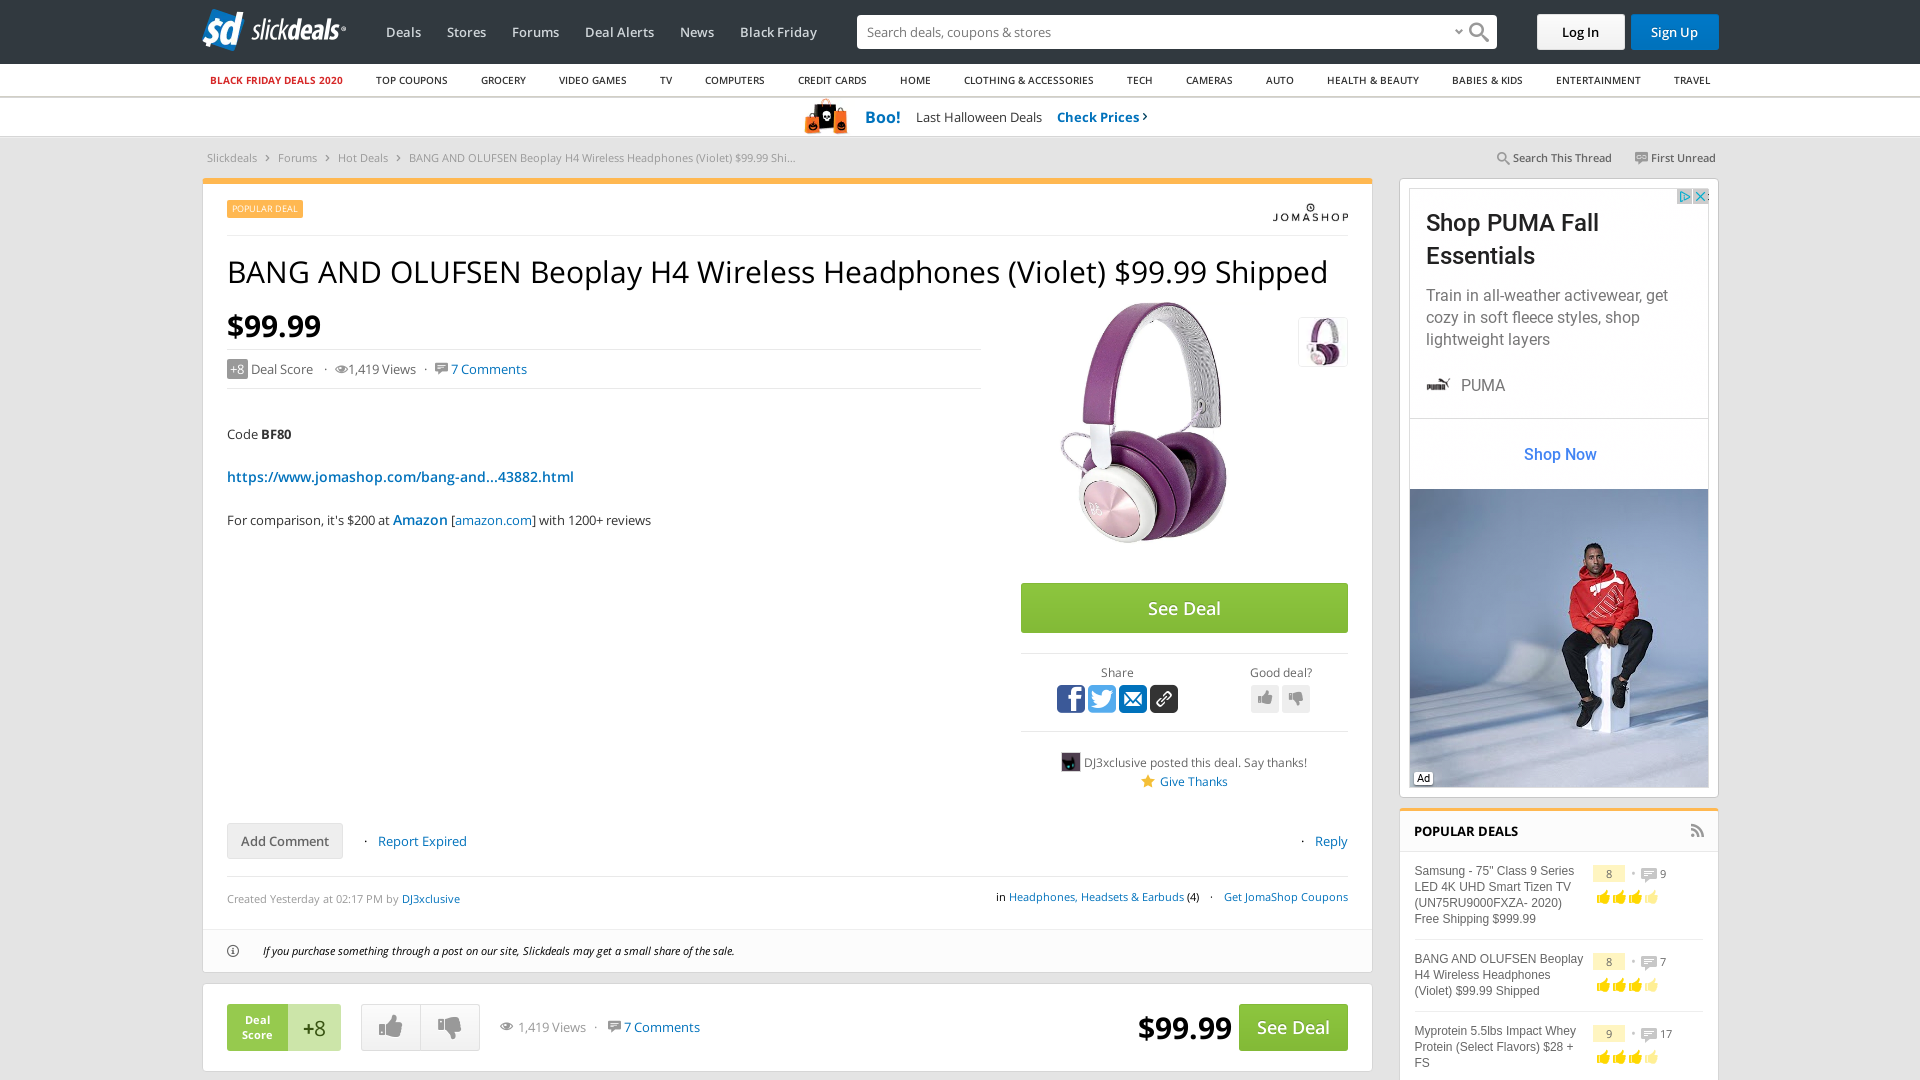 slickdeals
Deals
Stores
Forums
Deal Alerts
News
Black Friday
Search deals, coupons & stores
Log In
Sign Up
BLACK FRIDAY DEALS 2020
TOP COUPONS
GROCERY
VIDEO GAMES
TV
COMPUTERS
CREDIT CARDS
HOME
CLOTHING & ACCESSORIES
TECH
CAMERAS
AUTO
HEALTH & BEAUTY
BABIES & KIDS
ENTERTAINMENT
TRAVEL
Boo! Last Halloween Deals Check Prices ›
Slickdeals › Forums › Hot Deals › BANG AND OLUFSEN Beoplay H4 Wireless Headphones (Violet) $99.99 Shi...
Search This Thread
First Unread
POPULAR DEAL
JOMASHOP
BANG AND OLUFSEN Beoplay H4 Wireless Headphones (Violet) $99.99 Shipped
$99.99
+8 Deal Score · 1,419 Views · 7 Comments
Code BF80
https://www.jomashop.com/bang-and...43882.html
For comparison, it's $200 at Amazon [amazon.com] with 1200+ reviews
See Deal
Share
Good deal?
DJ3xclusive posted this deal. Say thanks!
Give Thanks
Add Comment · Report Expired
· Reply
Created Yesterday at 02:17 PM by DJ3xclusive
in Headphones, Headsets & Earbuds (4) · Get JomaShop Coupons
If you purchase something through a post on our site, Slickdeals may get a small share of the sale.
Deal
Score
+8
1,419 Views · 7 Comments
$99.99
See Deal
Shop PUMA Fall
Essentials
Train in all-weather activewear, get
cozy in soft fleece styles, shop
lightweight layers
PUMA
Shop Now
Ad
POPULAR DEALS
Samsung - 75" Class 9 Series
LED 4K UHD Smart Tizen TV
(UN75RU9000FXZA- 2020)
Free Shipping $999.99
8 · 9
BANG AND OLUFSEN Beoplay
H4 Wireless Headphones
(Violet) $99.99 Shipped
8 · 7
Myprotein 5.5lbs Impact Whey
Protein (Select Flavors) $28 +
FS
9 · 17